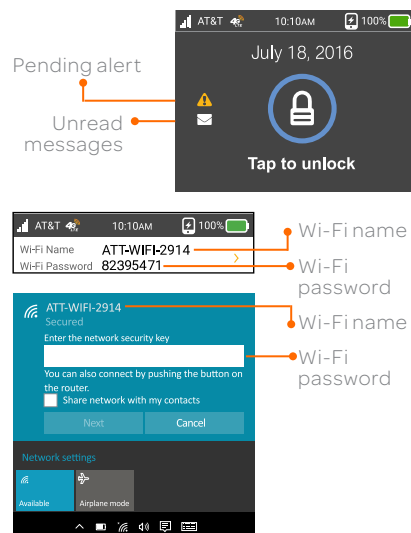 AT&T 4G 10:10AM 100%
July 18, 2016
Pending alert
Unread
messages
Tap to unlock
AT&T 4G 10:10AM 100%
Wi-Fi Name ATT-WIFI-2914
Wi-Fi Password 82395471
Wi-Fi name
Wi-Fi
password
ATT-WIFI-2914
Secured
Enter the network security key
You can also connect by pushing the button on
the router.
Share network with my contacts
Next Cancel
Wi-Fi name
Wi-Fi
password
Network settings
Available Airplane mode